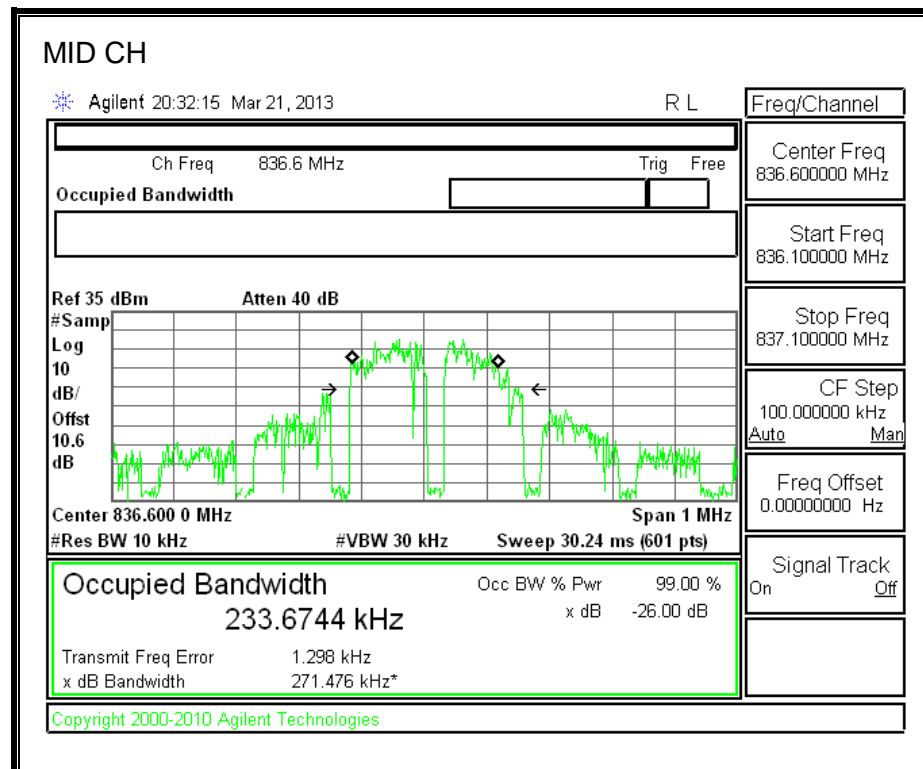 MID CH
Agilent 20:32:15 Mar 21, 2013 R L
Freq/Channel
Ch Freq 836.6 MHz Trig Free
Occupied Bandwidth
Center Freq
836.600000 MHz
Start Freq
836.100000 MHz
Stop Freq
837.100000 MHz
CF Step
100.000000 kHz
Auto Man
Freq Offset
0.00000000 Hz
Signal Track
On Off
Ref 35 dBm Atten 40 dB
#Samp
Log
10
dB/
Offst
10.6
dB
Center 836.600 0 MHz Span 1 MHz
#Res BW 10 kHz #VBW 30 kHz Sweep 30.24 ms (601 pts)
Occupied Bandwidth
233.6744 kHz
Occ BW % Pwr 99.00 %
x dB -26.00 dB
Transmit Freq Error 1.298 kHz
x dB Bandwidth 271.476 kHz*
Copyright 2000-2010 Agilent Technologies